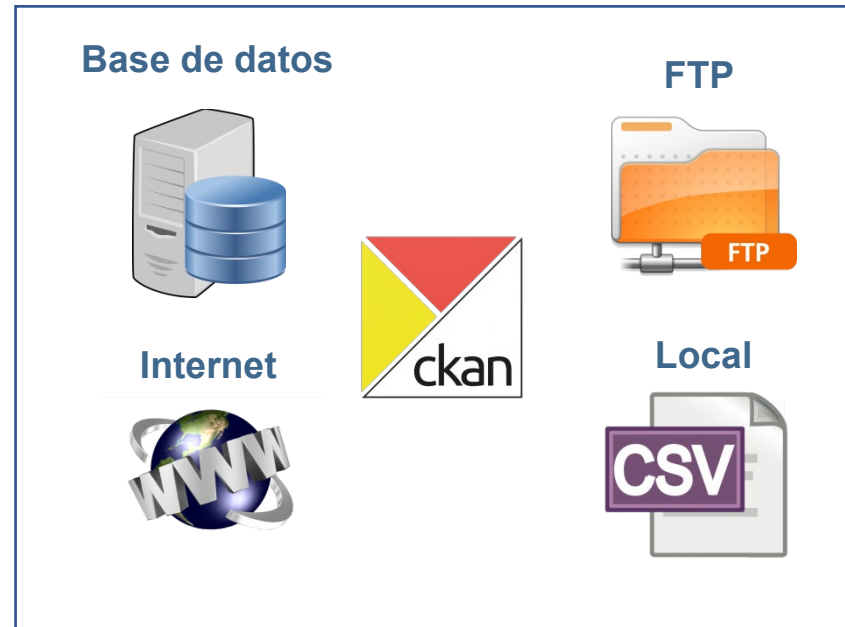 Base de datos
FTP
FTP
ckan
Internet
WWW
Local
CSV